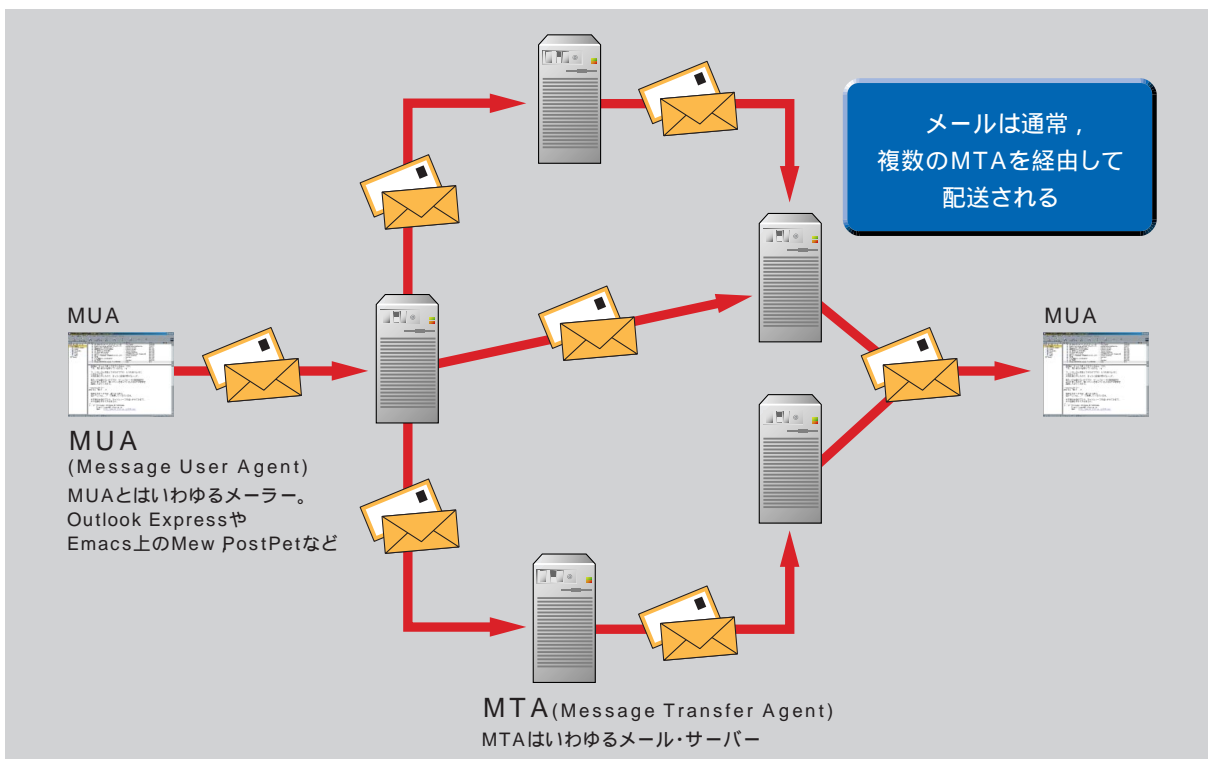 メールは通常,
複数のMTAを経由して
配送される
MUA
MUA
MUA
(Message User Agent)
MUAとはいわゆるメーラー。
Outlook Expressや
Emacs上のMew PostPetなど
MTA(Message Transfer Agent)
MTAはいわゆるメール・サーバー